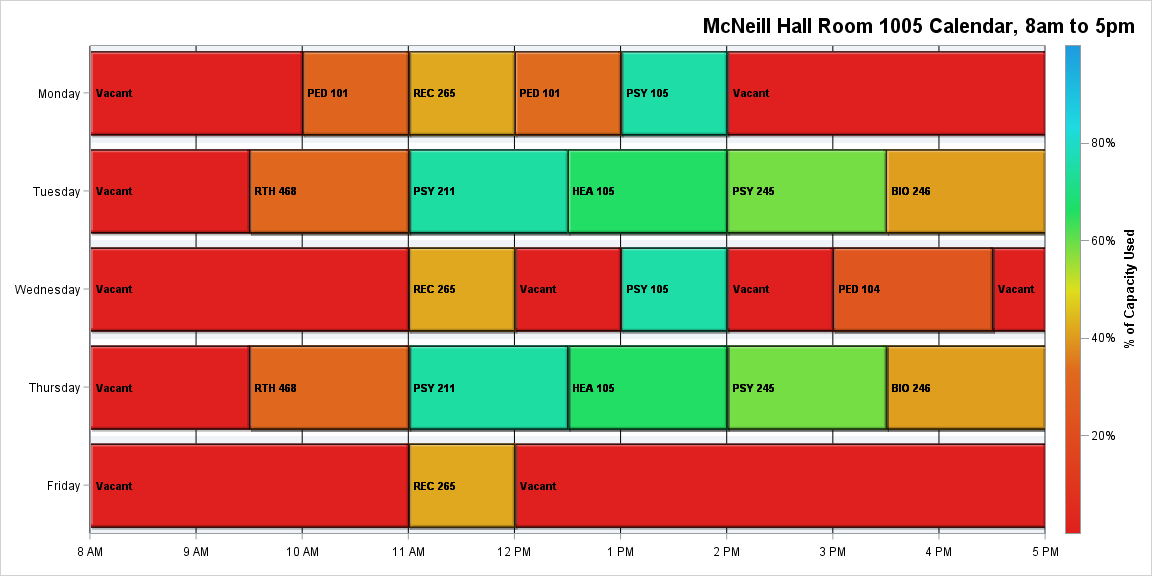 McNeill Hall Room 1005 Calendar, 8am to 5pm
Monday
Vacant
PED 101
REC 265
PED 101
PSY 105
Vacant
Tuesday
Vacant
RTH 468
PSY 211
HEA 105
PSY 245
BIO 246
Wednesday
Vacant
REC 265
Vacant
PSY 105
Vacant
PED 104
Vacant
Thursday
Vacant
RTH 468
PSY 211
HEA 105
PSY 245
BIO 246
Friday
Vacant
REC 265
Vacant
8 AM
9 AM
10 AM
11 AM
12 PM
1 PM
2 PM
3 PM
4 PM
5 PM
80%
60%
40%
20%
% of Capacity Used